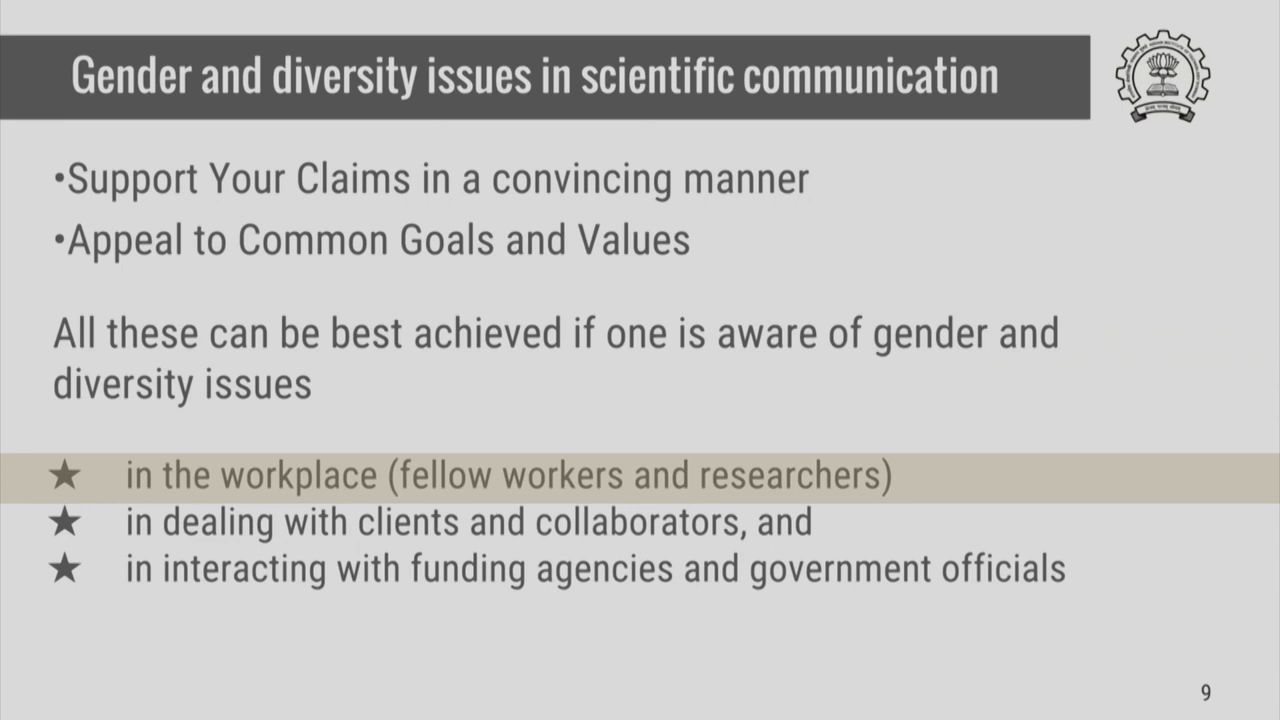 Gender and diversity issues in scientific communication
•Support Your Claims in a convincing manner
•Appeal to Common Goals and Values
All these can be best achieved if one is aware of gender and
diversity issues
★ in the workplace (fellow workers and researchers)
★ in dealing with clients and collaborators, and
★ in interacting with funding agencies and government officials
9